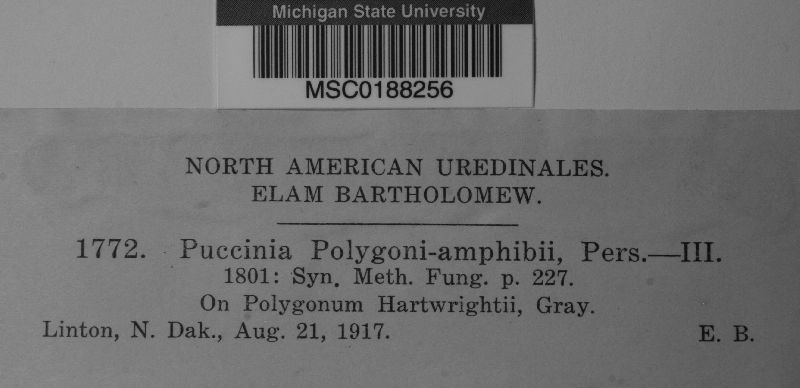 Michigan State University
MSC0188256
NORTH AMERICAN UREDINALES.
ELAM BARTHOLOMEW.
1772. Puccinia Polygoni-amphibii, Pers.—III.
1801: Syn. Meth. Fung. p. 227.
On Polygonum Hartwrightii, Gray.
Linton, N. Dak., Aug. 21, 1917. E. B.